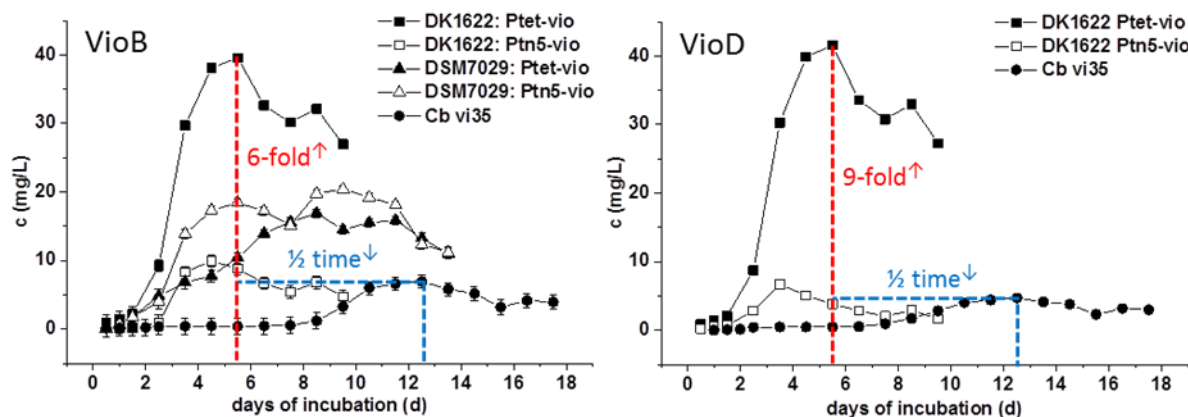 VioB
DK1622: Ptet-vio
DK1622: Ptn5-vio
DSM7029: Ptet-vio
DSM7029: Ptn5-vio
Cb vi35
40
30
20
10
0
c (mg/L)
6-fold↑
½ time↓
0 2 4 6 8 10 12 14 16 18
days of incubation (d)
VioD
DK1622: Ptet-vio
DK1622 Ptn5-vio
Cb vi35
40
30
20
10
0
c (mg/L)
9-fold↑
½ time↓
0 2 4 6 8 10 12 14 16 18
days of incubation (d)